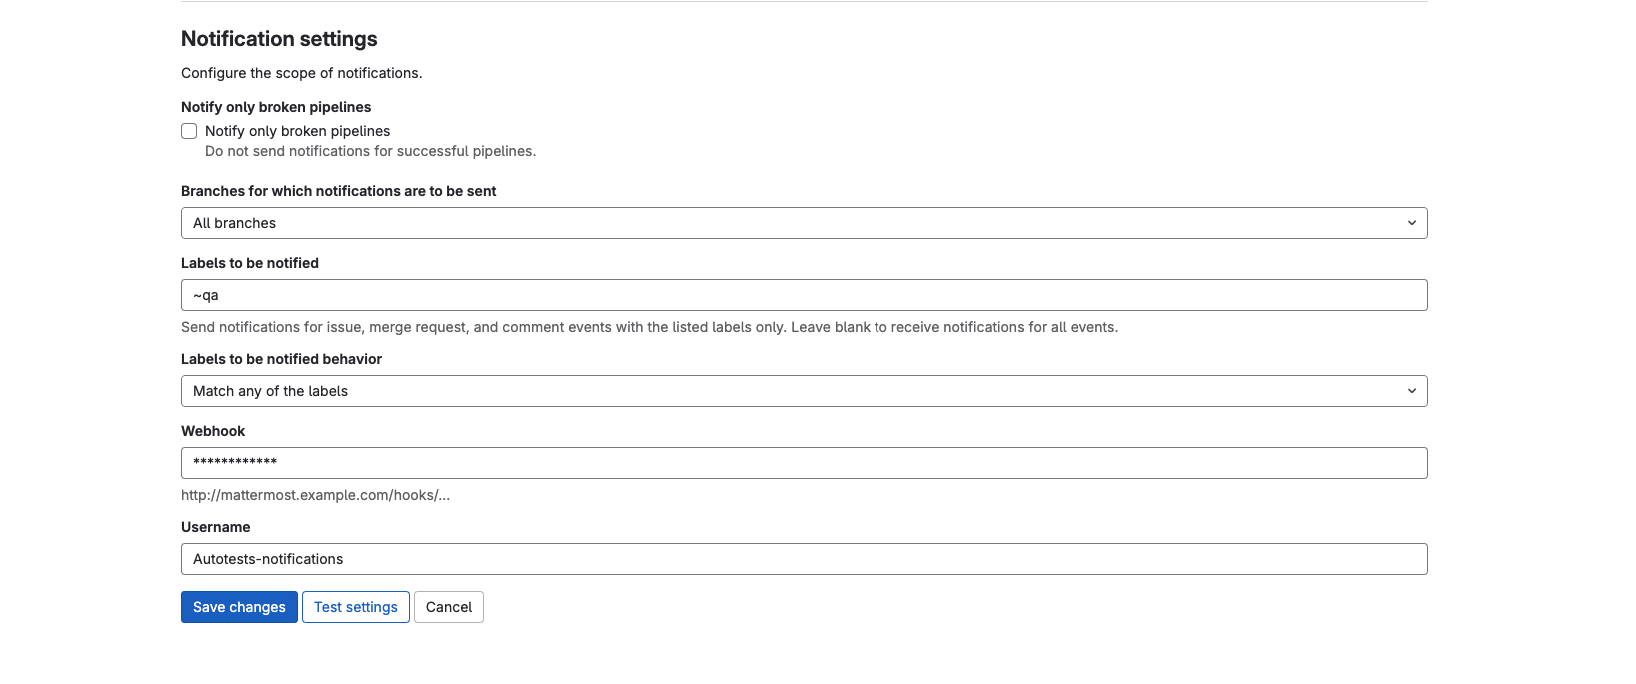 Notification settings
Configure the scope of notifications.
Notify only broken pipelines
Notify only broken pipelines
Do not send notifications for successful pipelines.
Branches for which notifications are to be sent
All branches
Labels to be notified
~qa
Send notifications for issue, merge request, and comment events with the listed labels only. Leave blank to receive notifications for all events.
Labels to be notified behavior
Match any of the labels
Webhook
************
http://mattermost.example.com/hooks/...
Username
Autotests-notifications
Save changes Test settings Cancel